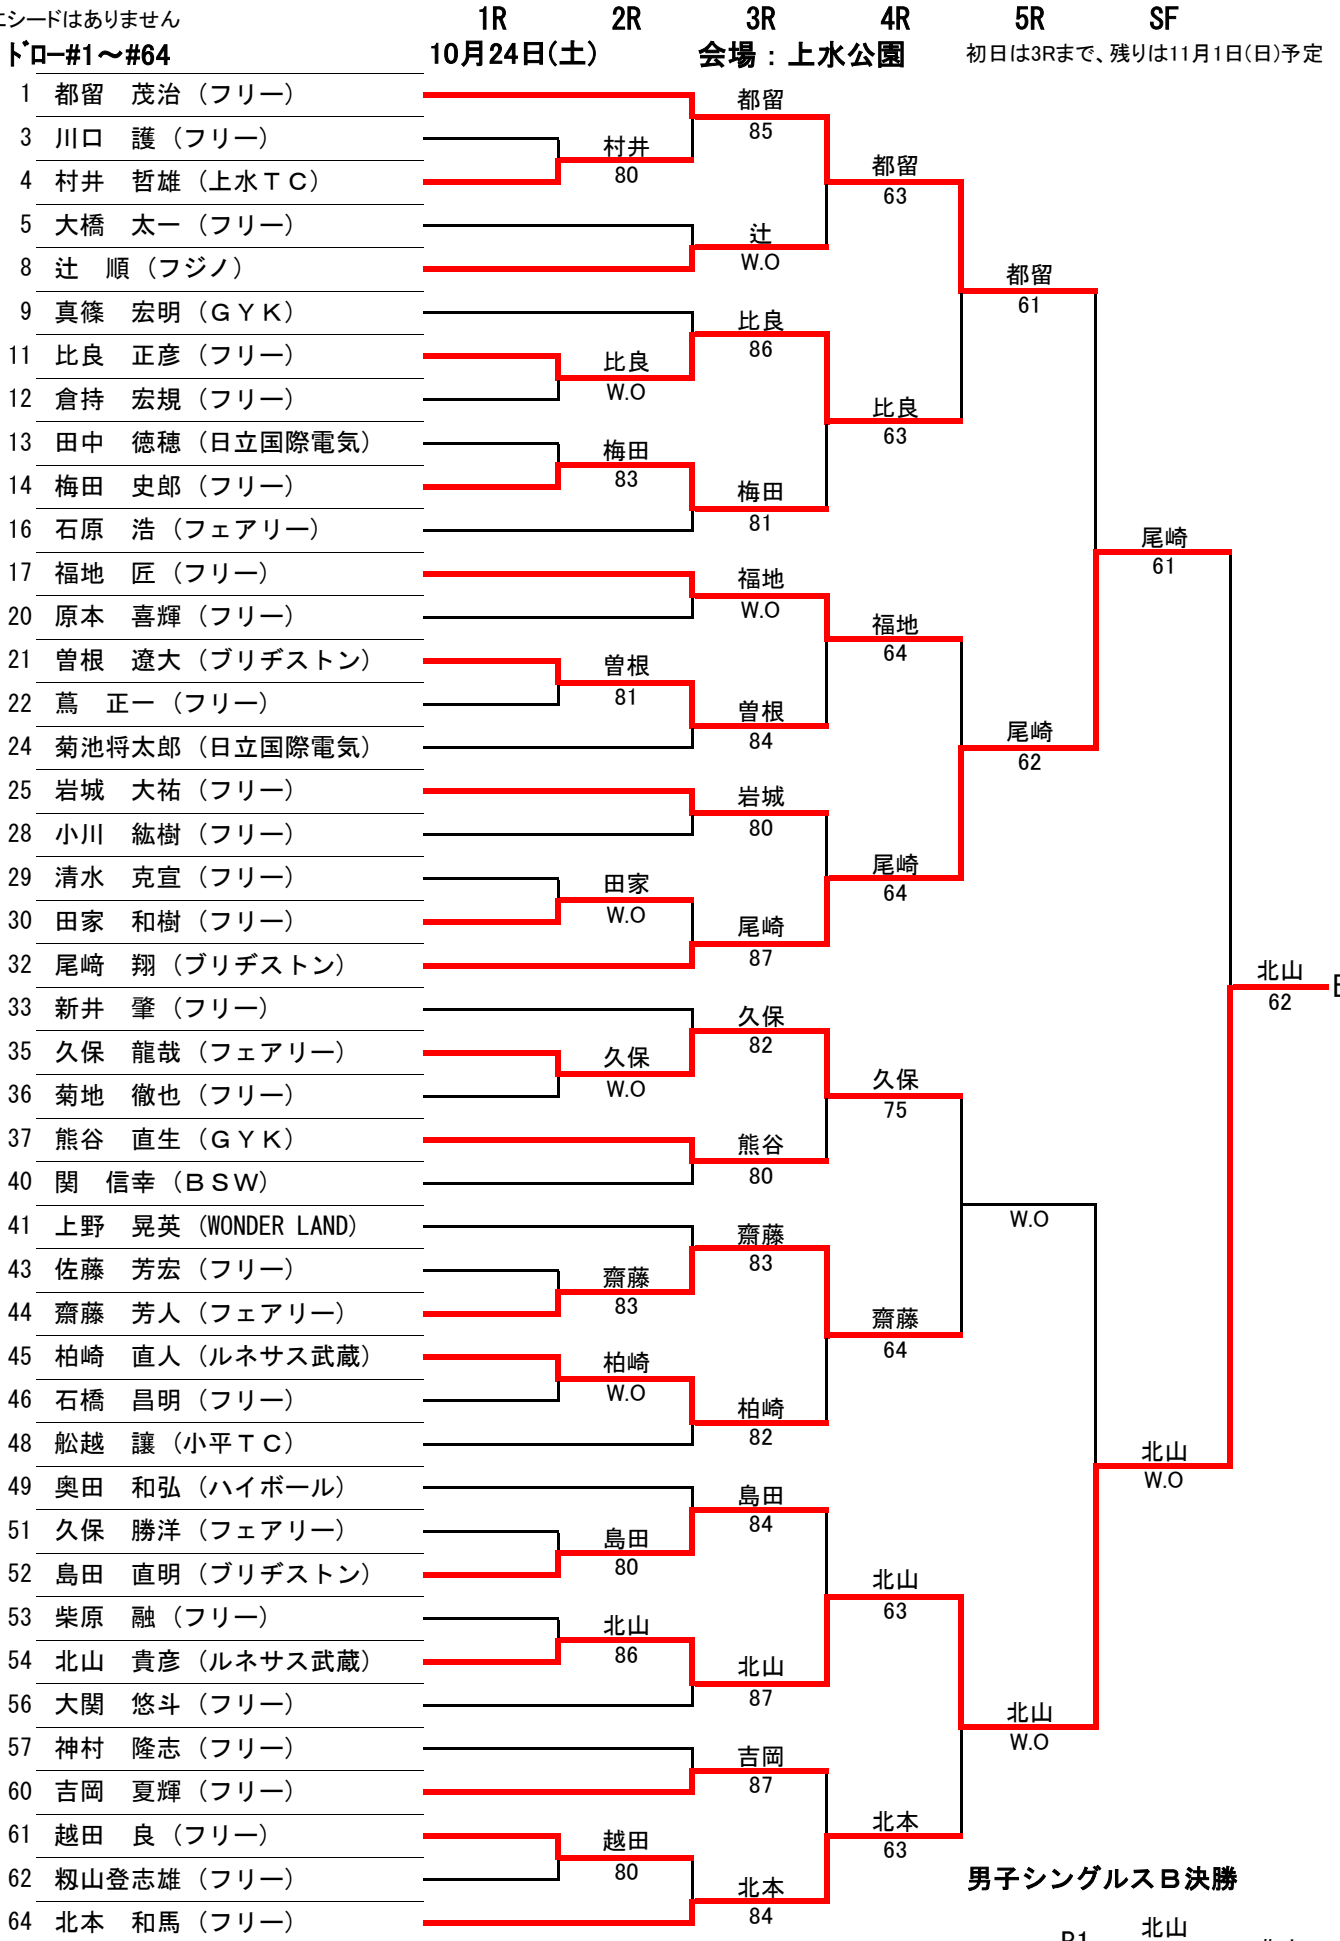 シードはありません
1R 2R 3R 4R 5R SF
ドロー#1～#64 10月24日(土) 会場：上水公園 初日は3Rまで、残りは11月1日(日)予定
1 都留 茂治（フリー） 都留
3 川口 護（フリー） 85
村井
4 村井 哲雄（上水ＴＣ） 80 都留
63
5 大橋 太一（フリー） 辻
8 辻 順（フジノ） W.O 都留
61
9 真篠 宏明（ＧＹＫ） 比良
11 比良 正彦（フリー） 比良 86
12 倉持 宏規（フリー） W.O 比良
63
13 田中 徳穂（日立国際電気） 梅田
14 梅田 史郎（フリー） 83 梅田
16 石原 浩（フェアリー） 81 尾崎
61
17 福地 匠（フリー） 福地
20 原本 喜輝（フリー） W.O 福地
64
21 曽根 遼大（ブリヂストン） 曽根
22 蔦 正一（フリー） 81 曽根
24 菊池将太郎（日立国際電気） 84 尾崎
62
25 岩城 大祐（フリー） 岩城
28 小川 紘樹（フリー） 80
29 清水 克宣（フリー） 田家 尾崎
30 田家 和樹（フリー） W.O 尾崎 64
32 尾﨑 翔（ブリヂストン） 87 北山
62
33 新井 肇（フリー） 久保
35 久保 龍哉（フェアリー） 久保 82
36 菊地 徹也（フリー） W.O 久保
75
37 熊谷 直生（ＧＹＫ） 熊谷
40 関 信幸（ＢＳＷ） 80
41 上野 晃英（WONDER LAND） 齋藤 W.O
43 佐藤 芳宏（フリー） 齋藤 83
44 齋藤 芳人（フェアリー） 83 齋藤
64
45 柏崎 直人（ルネサス武蔵） 柏崎
46 石橋 昌明（フリー） W.O 柏崎
48 舩越 譲（小平ＴＣ） 82 北山
W.O
49 奥田 和弘（ハイボール） 島田
51 久保 勝洋（フェアリー） 島田 84
52 島田 直明（ブリヂストン） 80 北山
63
53 柴原 融（フリー） 北山
54 北山 貴彦（ルネサス武蔵） 86 北山
56 大関 悠斗（フリー） 87 北山
W.O
57 神村 隆志（フリー） 吉岡
60 吉岡 夏輝（フリー） 87
61 越田 良（フリー） 越田 北本
63
62 籾山登志雄（フリー） 80 北本 男子シングルスＢ決勝
64 北本 和馬（フリー） 84 北山